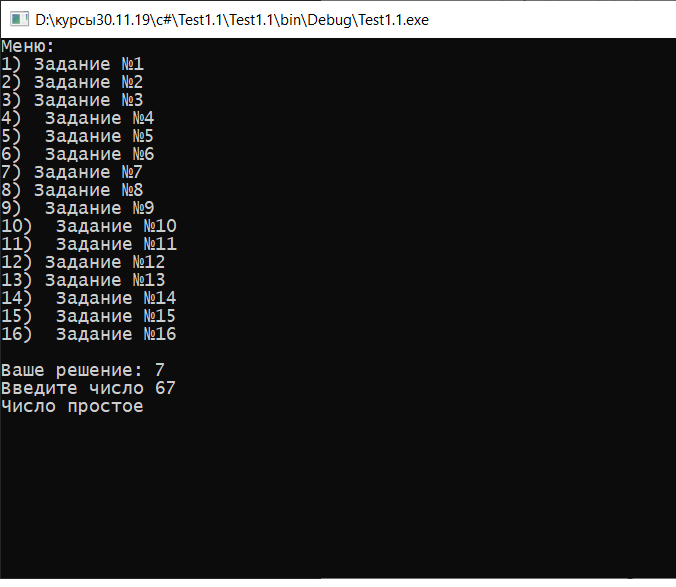 D:\курсы30.11.19\c#\Test1.1\Test1.1\bin\Debug\Test1.1.exe
Меню:
1) Задание №1
2) Задание №2
3) Задание №3
4)  Задание №4
5)  Задание №5
6)  Задание №6
7) Задание №7
8) Задание №8
9)  Задание №9
10)  Задание №10
11)  Задание №11
12) Задание №12
13) Задание №13
14)  Задание №14
15)  Задание №15
16)  Задание №16
Ваше решение: 7
Введите число 67
Число простое